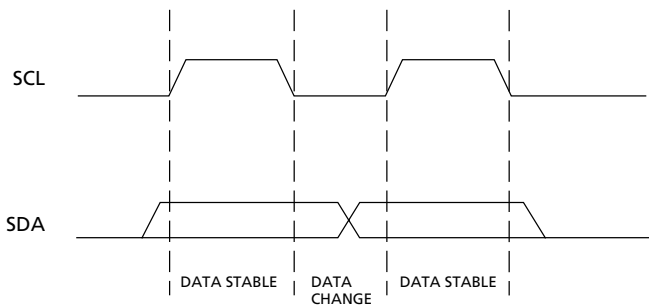 SCL
SDA
DATA STABLE
DATA
CHANGE
DATA STABLE